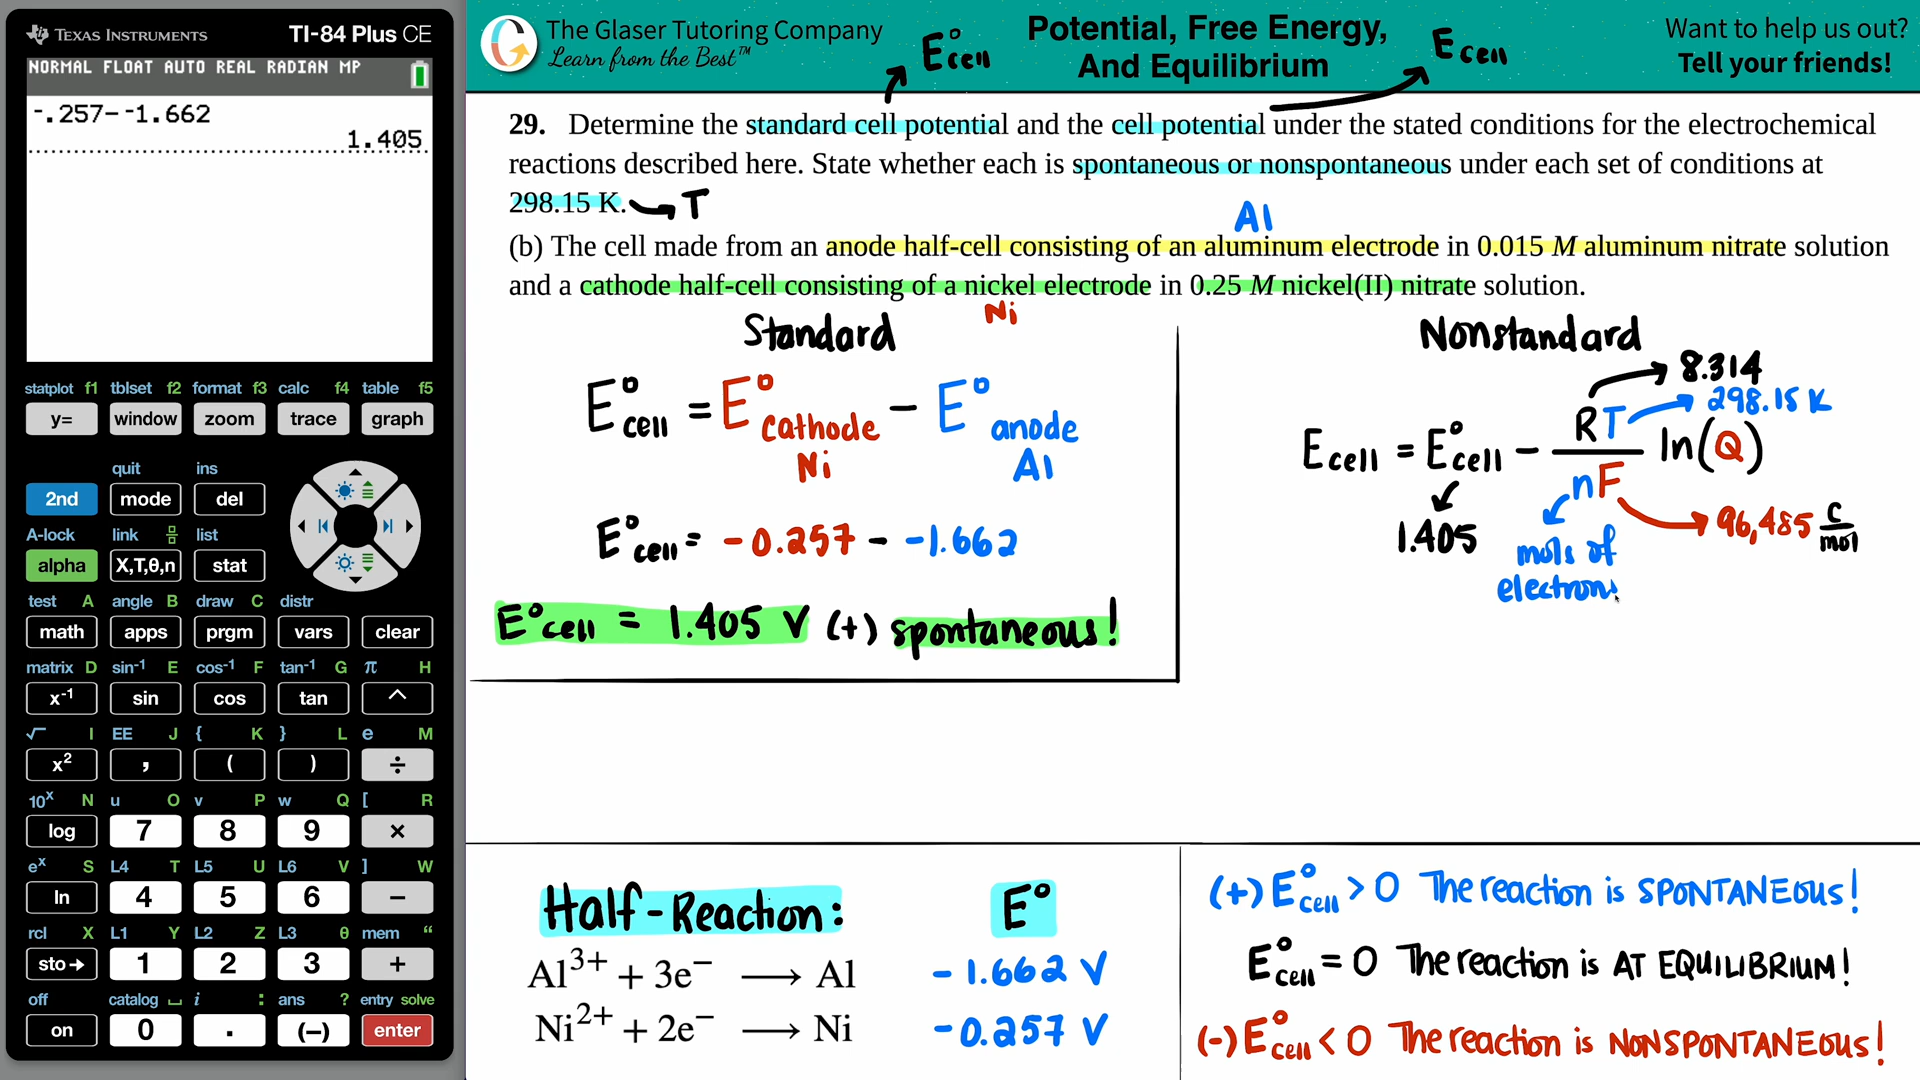 TEXAS INSTRUMENTS TI-84 Plus CE
NORMAL FLOAT AUTO REAL RADIAN MP
-.257--1.662
1.405
statplot f1 tblset f2 format f3 calc f4 table f5
y= window zoom trace graph
quit ins
2nd mode del
A-lock link list
alpha X,T,θ,n stat
test A angle B draw C distr
math apps prgm vars clear
matrix D sin⁻¹ E cos⁻¹ F tan⁻¹ G π H
x⁻¹ sin cos tan ^
√ I EE J { K } L e M
x² , ( ) ÷
10ˣ N u O v P w Q [ R
log 7 8 9 ×
eˣ S L4 T L5 U L6 V ] W
ln 4 5 6 −
rcl X L1 Y L2 Z L3 θ mem “
sto→ 1 2 3 +
off catalog i : ans ? entry solve
on 0 . (−) enter
The Glaser Tutoring Company
Learn from the Best™
E°cell
Potential, Free Energy,
And Equilibrium
Ecell
Want to help us out?
Tell your friends!
29. Determine the standard cell potential and the cell potential under the stated conditions for the electrochemical
reactions described here. State whether each is spontaneous or nonspontaneous under each set of conditions at
298.15 K. → T
Al
(b) The cell made from an anode half-cell consisting of an aluminum electrode in 0.015 M aluminum nitrate solution
and a cathode half-cell consisting of a nickel electrode in 0.25 M nickel(II) nitrate solution.
Ni
Standard
E°cell = E°cathode − E°anode
Ni Al
E°cell = -0.257 - -1.662
E°cell = 1.405 V (+) spontaneous!
Nonstandard
8.314
298.15 K
Ecell = E°cell − RT/nF ln(Q)
1.405
96,485 C/mol
mols of
electrons
Half-Reaction: E°
Al³⁺ + 3e⁻ → Al -1.662 V
Ni²⁺ + 2e⁻ → Ni -0.257 V
(+) E°cell > 0 The reaction is SPONTANEOUS!
E°cell = 0 The reaction is AT EQUILIBRIUM!
(-) E°cell < 0 The reaction is NONSPONTANEOUS!